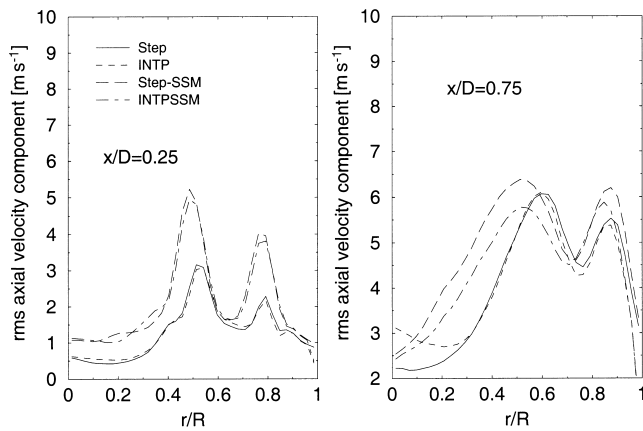 rms axial velocity component [m s⁻¹]
10
9
8
7
6
5
4
3
2
1
0
Step
INTP
Step-SSM
INTPSSM
x/D=0.25
0 0.2 0.4 0.6 0.8 1
r/R
rms axial velocity component [m s⁻¹]
10
9
8
7
6
5
4
3
2
x/D=0.75
0 0.2 0.4 0.6 0.8 1
r/R